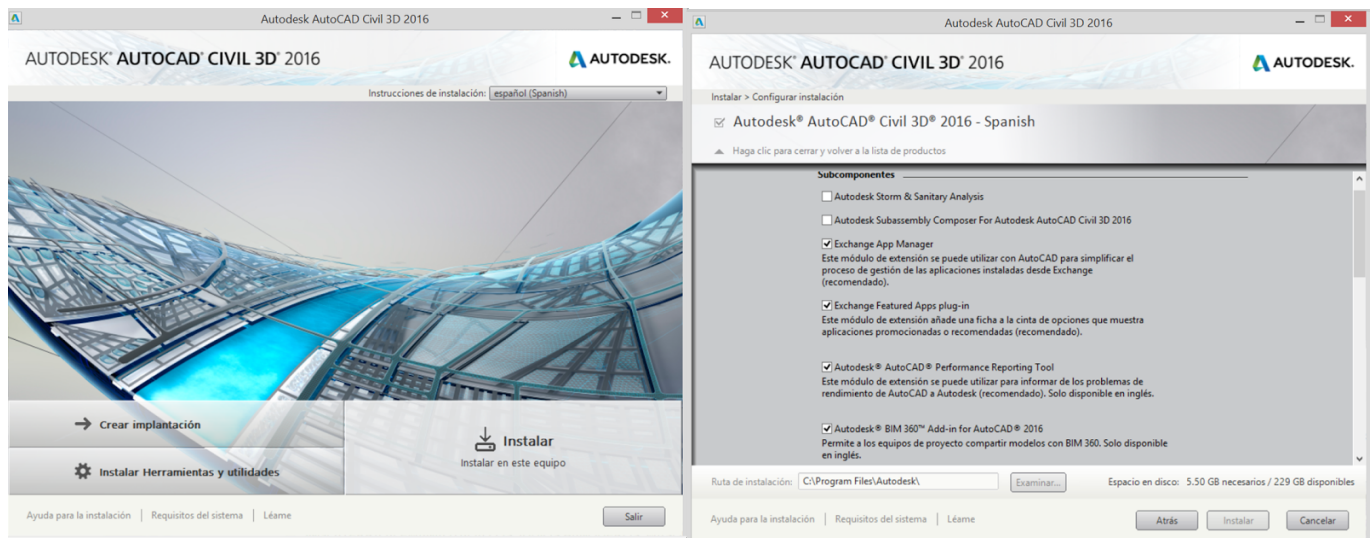 Autodesk AutoCAD Civil 3D 2016
AUTODESK® AUTOCAD® CIVIL 3D® 2016
AUTODESK.
Instrucciones de instalación: español (Spanish)
Crear implantación
Instalar Herramientas y utilidades
Instalar
Instalar en este equipo
Ayuda para la instalación | Requisitos del sistema | Léame
Salir
Autodesk AutoCAD Civil 3D 2016
AUTODESK® AUTOCAD® CIVIL 3D® 2016
AUTODESK.
Instalar > Configurar instalación
Autodesk® AutoCAD® Civil 3D® 2016 - Spanish
Haga clic para cerrar y volver a la lista de productos
Subcomponentes
Autodesk Storm & Sanitary Analysis
Autodesk Subassembly Composer For Autodesk AutoCAD Civil 3D 2016
Exchange App Manager
Este módulo de extensión se puede utilizar con AutoCAD para simplificar el
proceso de gestión de las aplicaciones instaladas desde Exchange
(recomendado).
Exchange Featured Apps plug-in
Este módulo de extensión añade una ficha a la cinta de opciones que muestra
aplicaciones promocionadas o recomendadas (recomendado).
Autodesk® AutoCAD® Performance Reporting Tool
Este módulo de extensión se puede utilizar para informar de los problemas de
rendimiento de AutoCAD a Autodesk (recomendado). Solo disponible en inglés.
Autodesk® BIM 360™ Add-in for AutoCAD® 2016
Permite a los equipos de proyecto compartir modelos con BIM 360. Solo disponible
en inglés.
Ruta de instalación: C:\Program Files\Autodesk\ Examinar... Espacio en disco: 5.50 GB necesarios / 229 GB disponibles
Ayuda para la instalación | Requisitos del sistema | Léame
Atrás Instalar Cancelar